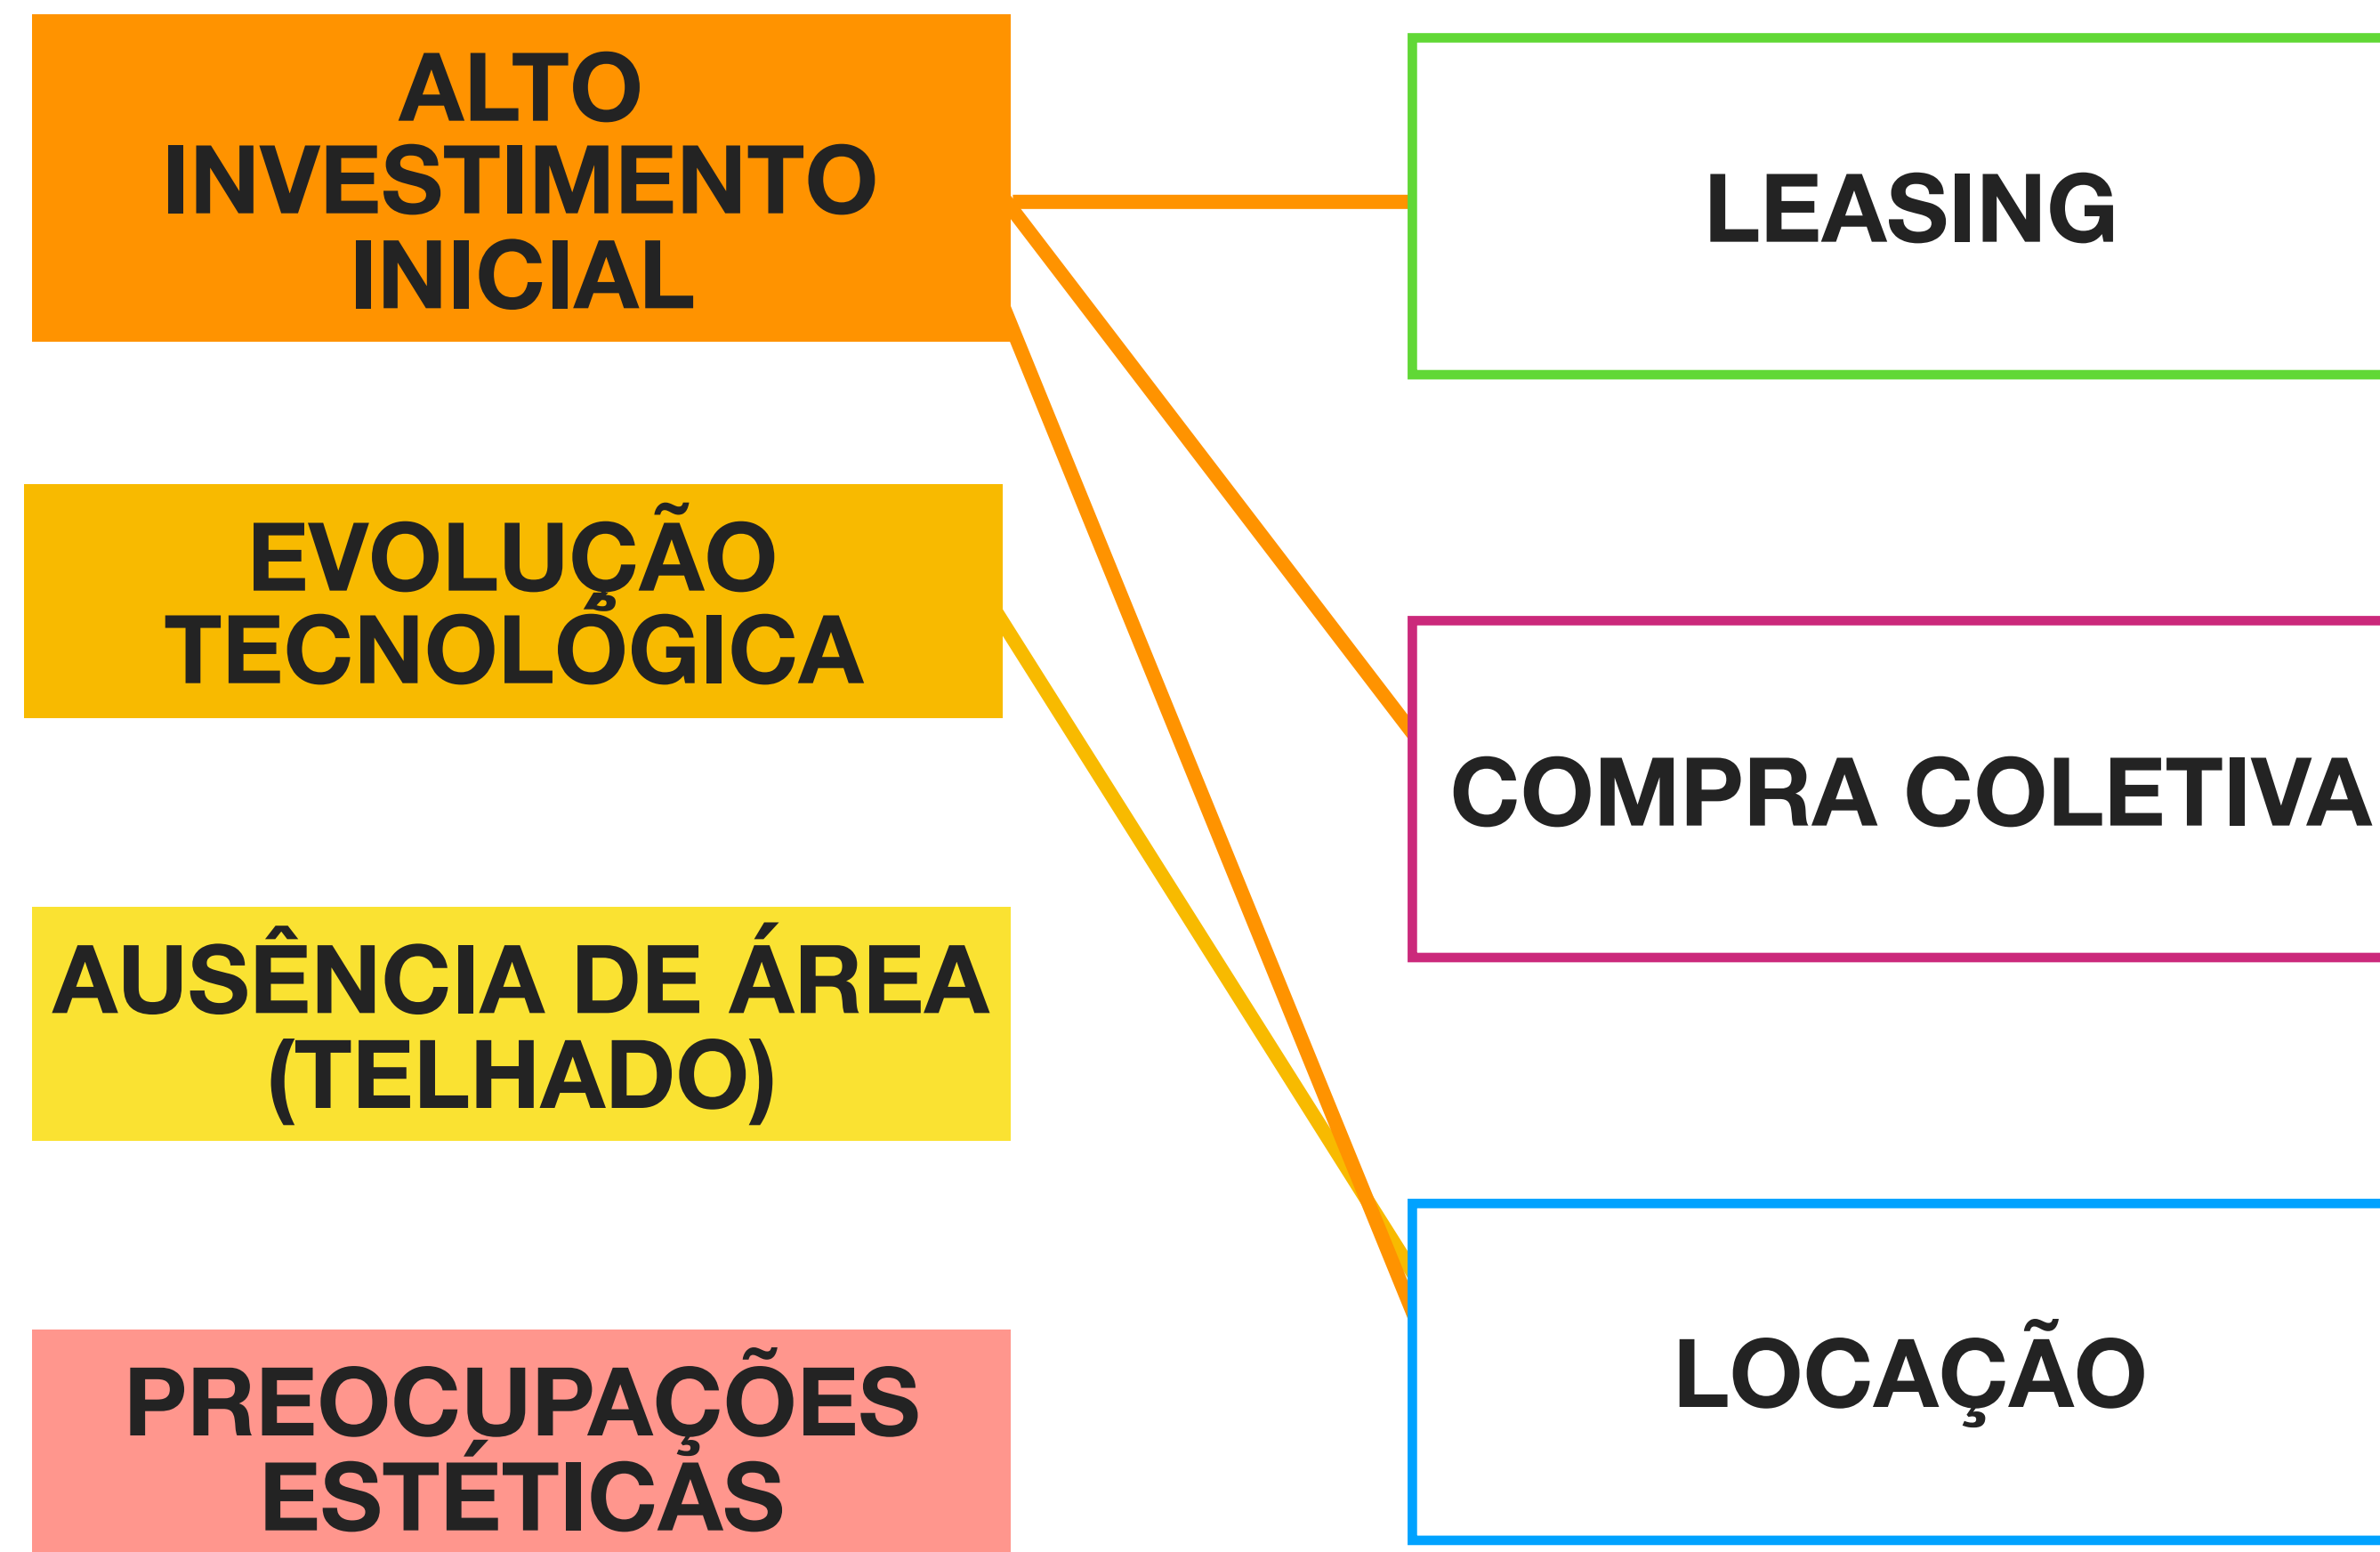 ALTO
INVESTIMENTO
INICIAL
LEASING
EVOLUÇÃO
TECNOLÓGICA
COMPRA COLETIVA
AUSÊNCIA DE ÁREA
(TELHADO)
LOCAÇÃO
PREOCUPAÇÕES
ESTÉTICAS